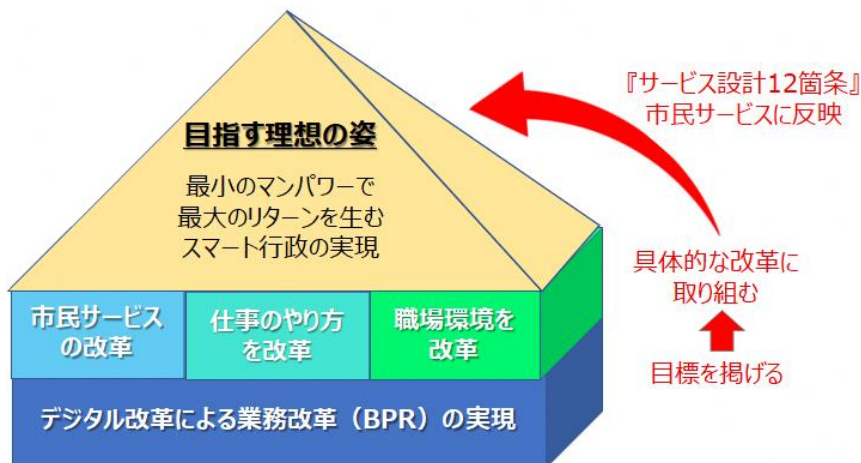 目指す理想の姿
最小のマンパワーで
最大のリターンを生む
スマート行政の実現
市民サービス
の改革
仕事のやり方
を改革
職場環境を
改革
デジタル改革による業務改革（BPR）の実現
『サービス設計12箇条』
市民サービスに反映
具体的な改革に
取り組む
目標を掲げる